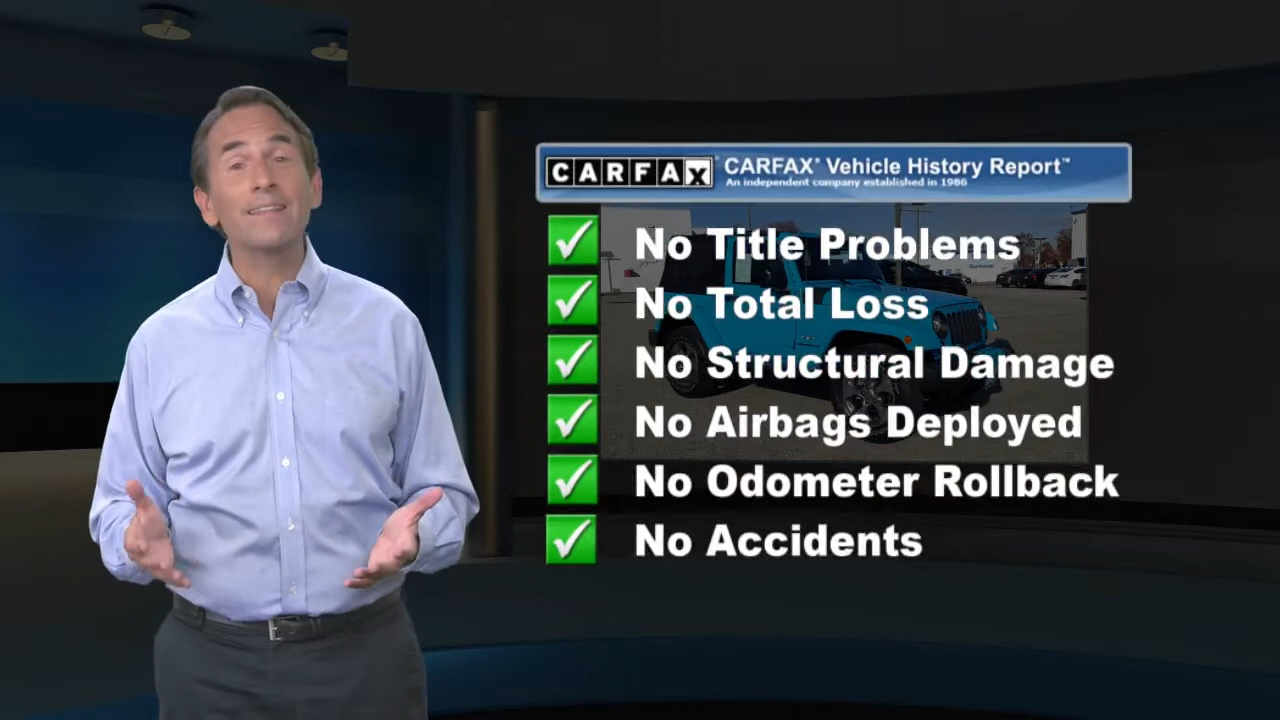 CARFAX
CARFAX® Vehicle History Report™
An independent company established in 1986
No Title Problems
No Total Loss
No Structural Damage
No Airbags Deployed
No Odometer Rollback
No Accidents